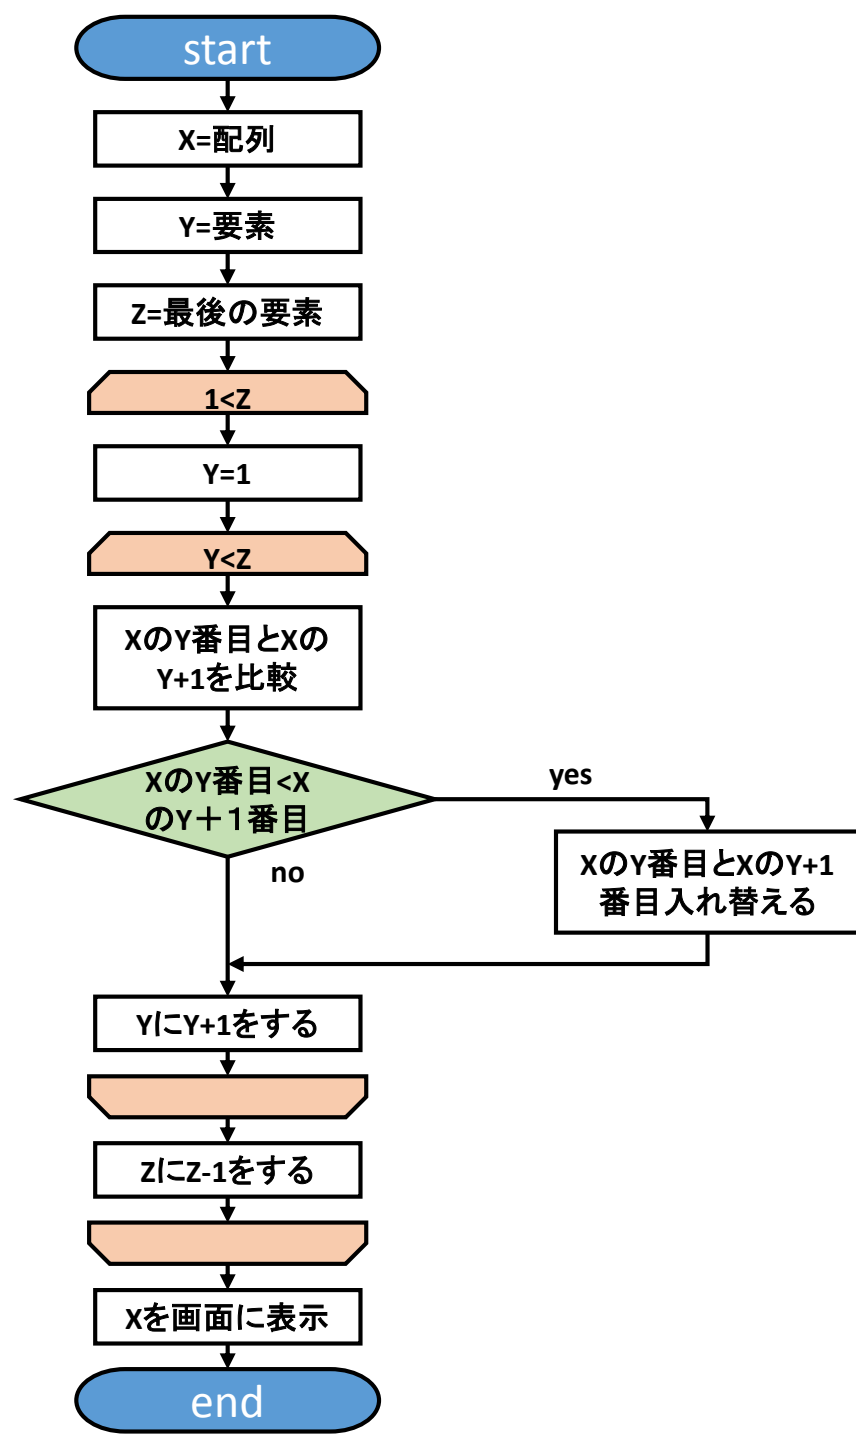 start
X=配列
Y=要素
Z=最後の要素
1<Z
Y=1
Y<Z
XのY番目とXの
Y+1を比較
XのY番目<X
のY＋１番目
yes
no
XのY番目とXのY+1
番目入れ替える
YにY+1をする
ZにZ-1をする
Xを画面に表示
end